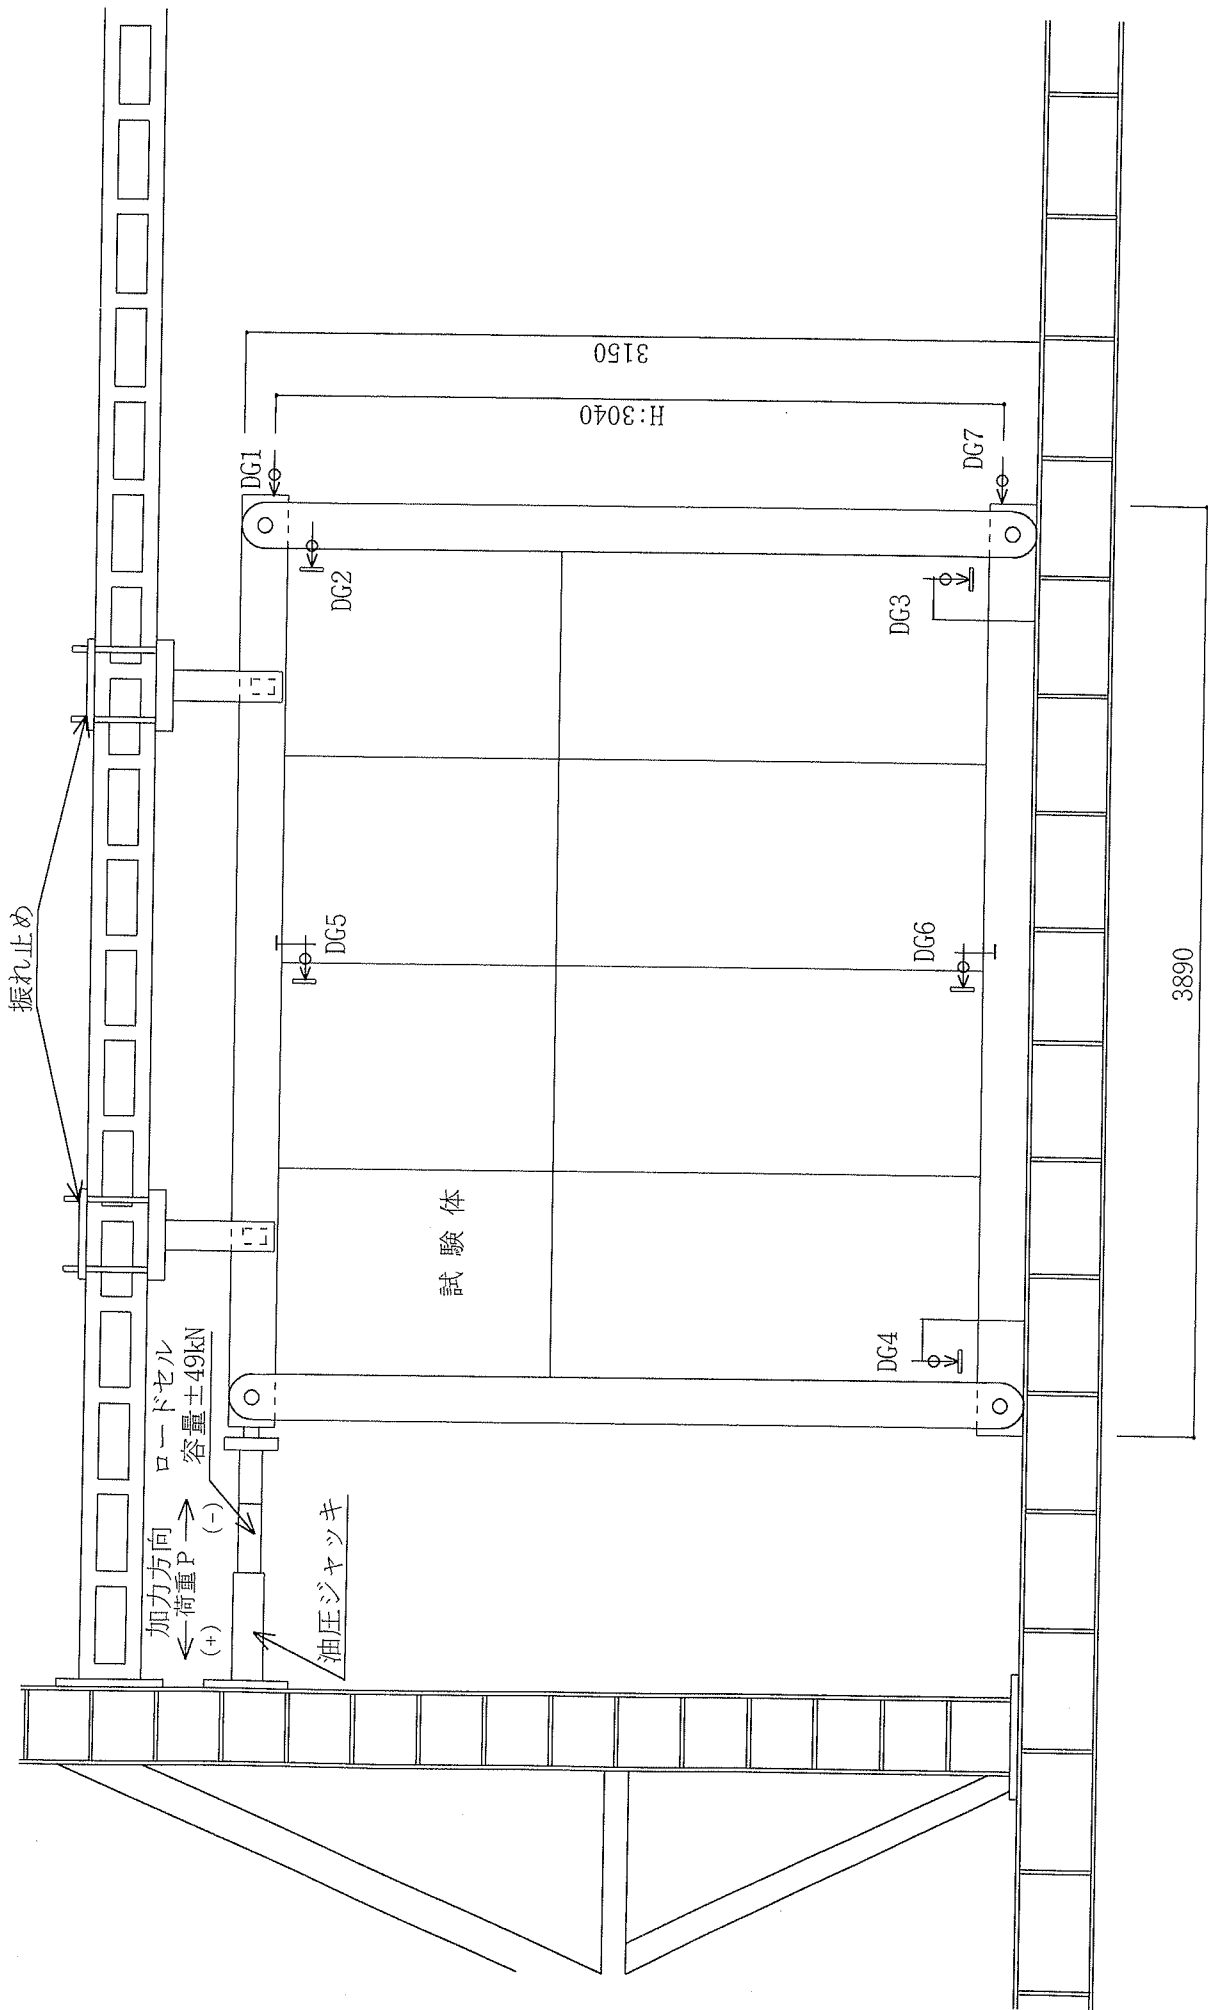 振れ止め
加力方向
荷重P
(+)
(-)
ロードセル
容量±49kN
油圧ジャッキ
試験体
DG1
DG2
DG3
DG4
DG5
DG6
DG7
H:3040
3150
3890